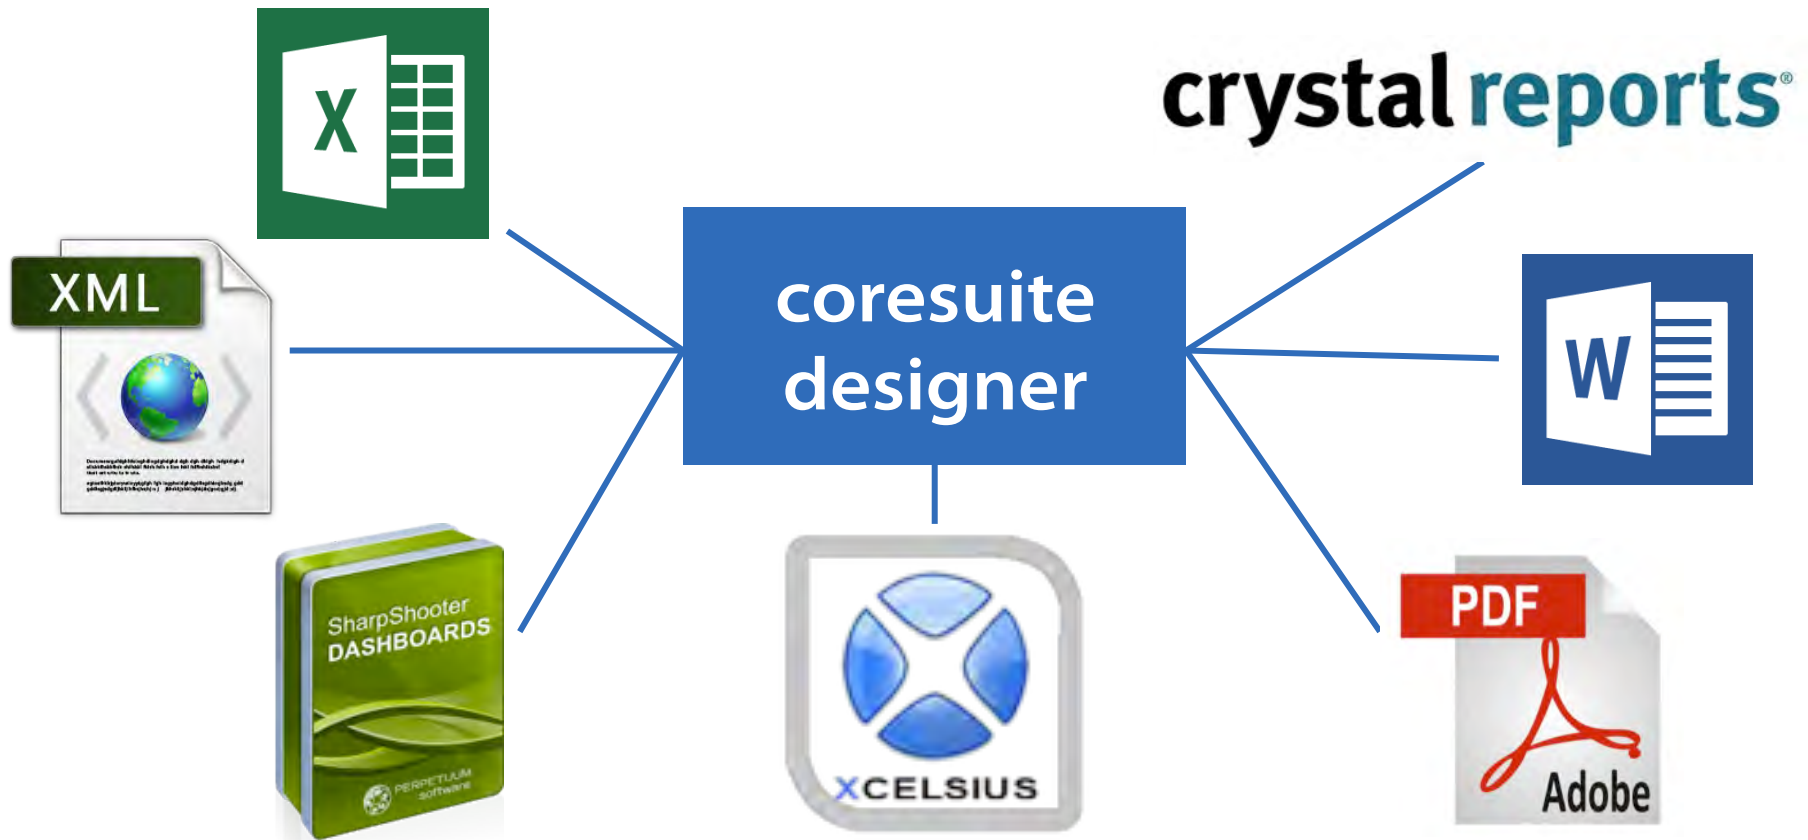 X
crystal reports®
XML
coresuite
designer
W
SharpShooter
DASHBOARDS
PERPETUUM
software
XCELSIUS
PDF
Adobe